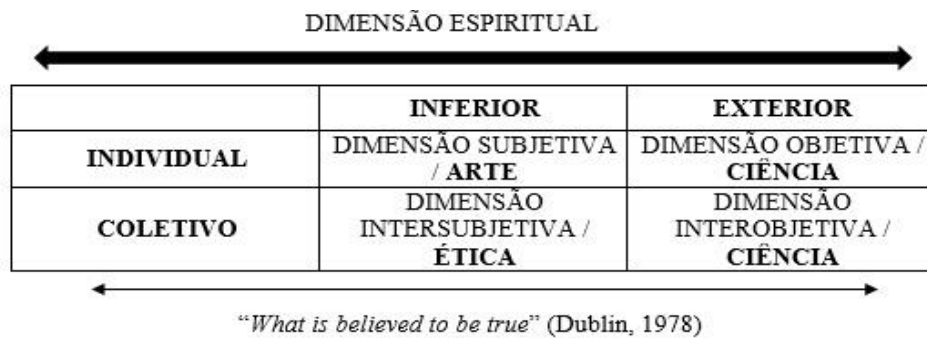 DIMENSÃO ESPIRITUAL
INFERIOR EXTERIOR
INDIVIDUAL DIMENSÃO SUBJETIVA / ARTE DIMENSÃO OBJETIVA / CIÊNCIA
COLETIVO DIMENSÃO INTERSUBJETIVA / ÉTICA DIMENSÃO INTEROBJETIVA / CIÊNCIA
“What is believed to be true” (Dublin, 1978)